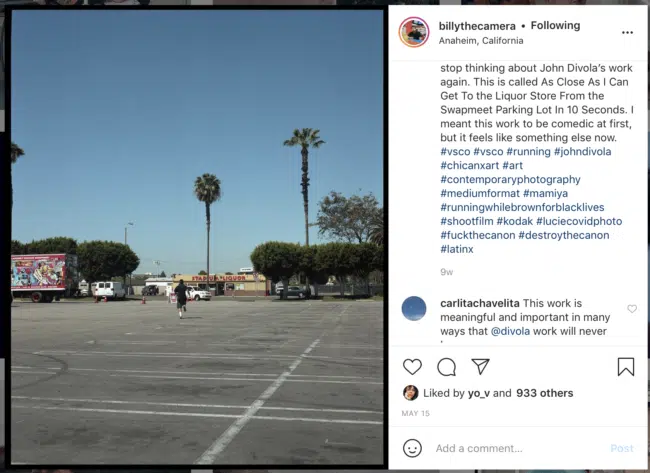 billythecamera • Following
Anaheim, California
stop thinking about John Divola's work
again. This is called As Close As I Can
Get To the Liquor Store From the
Swapmeet Parking Lot In 10 Seconds. I
meant this work to be comedic at first,
but it feels like something else now.
#vsco #vsco #running #johndivola
#chicanxart #art
#contemporaryphotography
#mediumformat #mamiya
#runningwhilebrownforblacklives
#shootfilm #kodak #luciecovidphoto
#fuckthecanon #destroythecanon
#latinx
9w
carlitachavelita This work is
meaningful and important in many
ways that @divola work will never
Liked by yo_v and 933 others
MAY 15
Add a comment... Post
LIQUOR